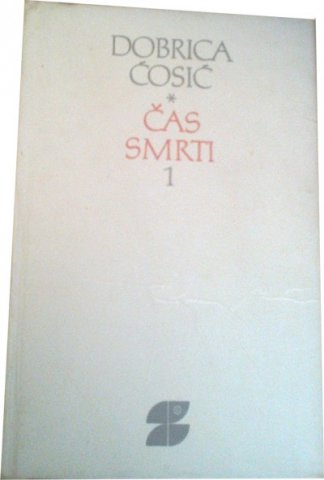 DOBRICA
ĆOSIĆ
*
ČAS
SMRTI
1